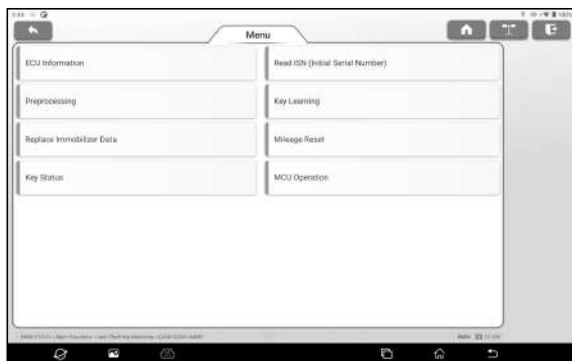 Menu
ECU Information
Read ISN (Initial Serial Number)
Preprocessing
Key Learning
Replace Immobilizer Data
Mileage Reset
Key Status
MCU Operation